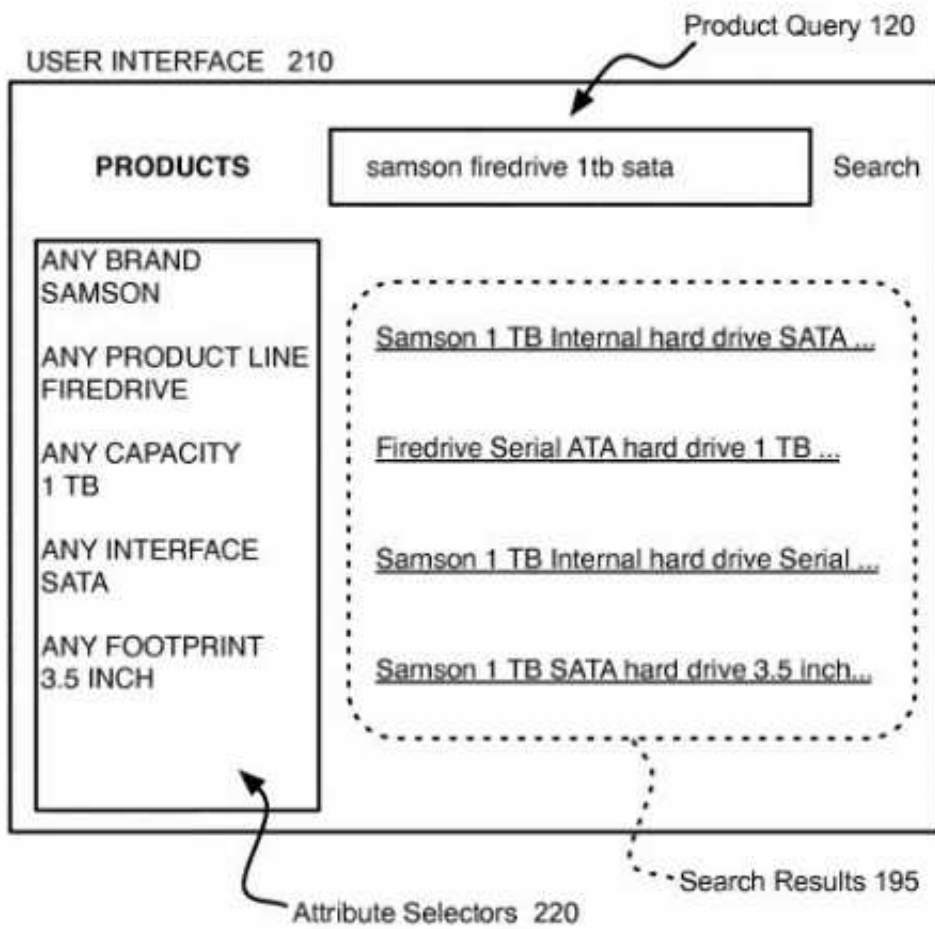 Product Query 120
USER INTERFACE 210
PRODUCTS
samson firedrive 1tb sata
Search
ANY BRAND
SAMSON
ANY PRODUCT LINE
FIREDRIVE
ANY CAPACITY
1 TB
ANY INTERFACE
SATA
ANY FOOTPRINT
3.5 INCH
Samson 1 TB Internal hard drive SATA ...
Firedrive Serial ATA hard drive 1 TB ...
Samson 1 TB Internal hard drive Serial ...
Samson 1 TB SATA hard drive 3.5 inch...
Search Results 195
Attribute Selectors 220